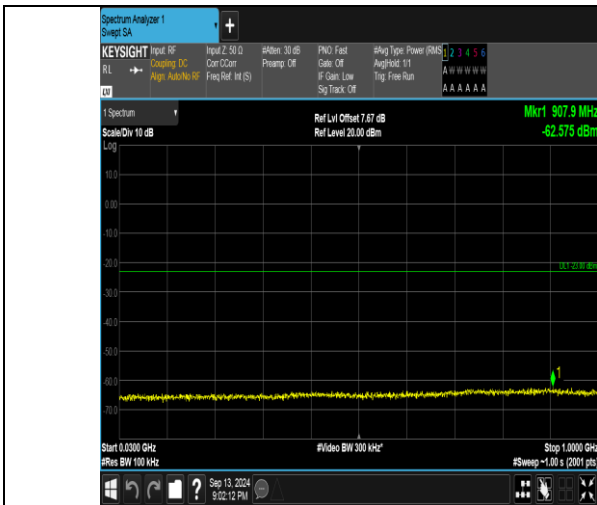 Spectrum Analyzer 1
Swept SA
+
KEYSIGHT Input: RF Input Z: 50 Ω #Atten: 30 dB PNO: Fast #Avg Type: Power (RMS 1 2 3 4 5 6
RL Coupling: DC Corr CCorr Preamp: Off Gate: Off Avg|Hold: 1/1 A W W W W W
Align: Auto/No RF Freq Ref: Int (S) IF Gain: Low Trig: Free Run
Sig Track: Off A A A A A A
LXI
1 Spectrum Ref Lvl Offset 7.67 dB Mkr1 907.9 MHz
Scale/Div 10 dB Ref Level 20.00 dBm -62.575 dBm
Log
10.0
0.00
-10.0
-20.0
DL1 -23.00 dBm
-30.0
-40.0
-50.0
1
-60.0
-70.0
Start 0.0300 GHz #Video BW 300 kHz* Stop 1.0000 GHz
#Res BW 100 kHz #Sweep ~1.00 s (2001 pts)
? Sep 13, 2024
9:02:12 PM